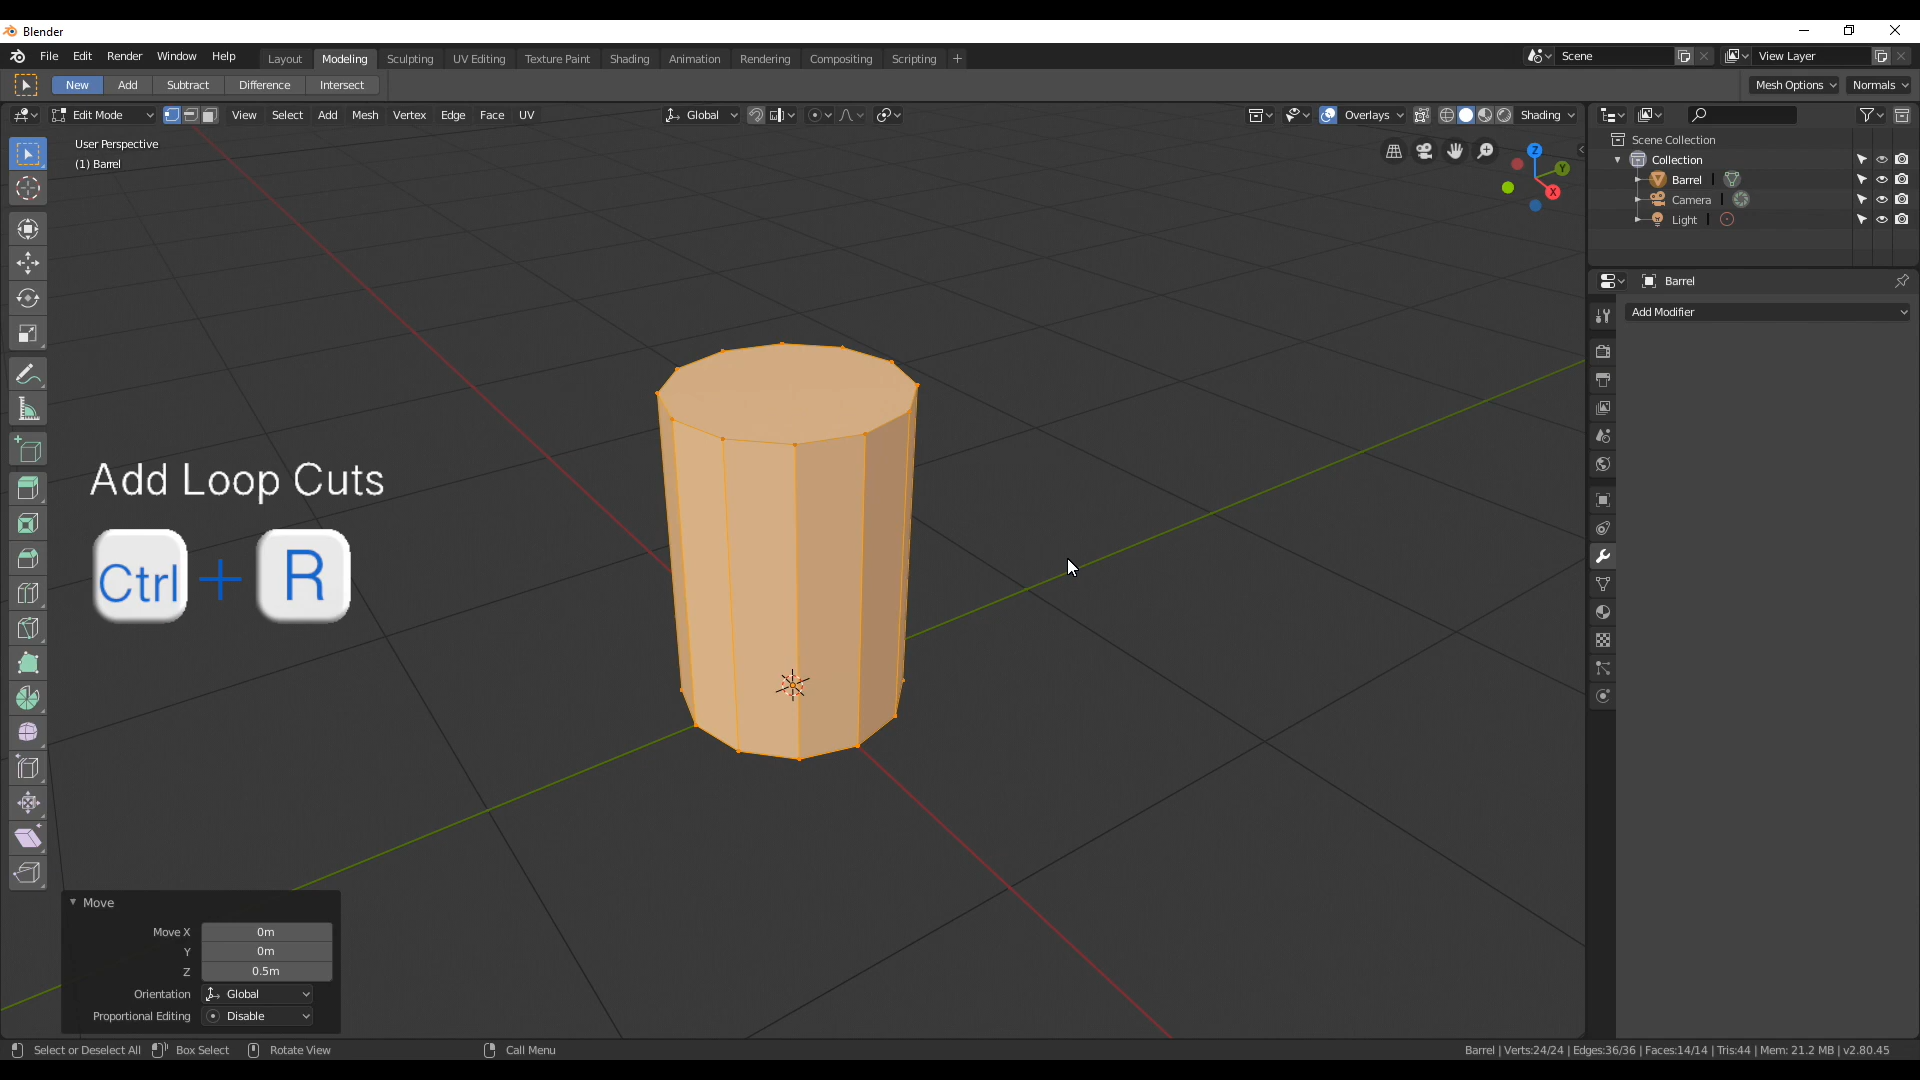 Blender
File Edit Render Window Help Layout Modeling Sculpting UV Editing Texture Paint Shading Animation Rendering Compositing Scripting + Scene View Layer
New Add Subtract Difference Intersect Mesh Options Normals
Edit Mode View Select Add Mesh Vertex Edge Face UV Global Overlays Shading
User Perspective
(1) Barrel
Z
Y
X
Scene Collection
Collection
Barrel
Camera
Light
Barrel
Add Modifier
Add Loop Cuts
Ctrl + R
Move
Move X 0m
Y 0m
Z 0.5m
Orientation Global
Proportional Editing Disable
Select or Deselect All Box Select Rotate View Call Menu Barrel | Verts:24/24 | Edges:36/36 | Faces:14/14 | Tris:44 | Mem: 21.2 MB | v2.80.45